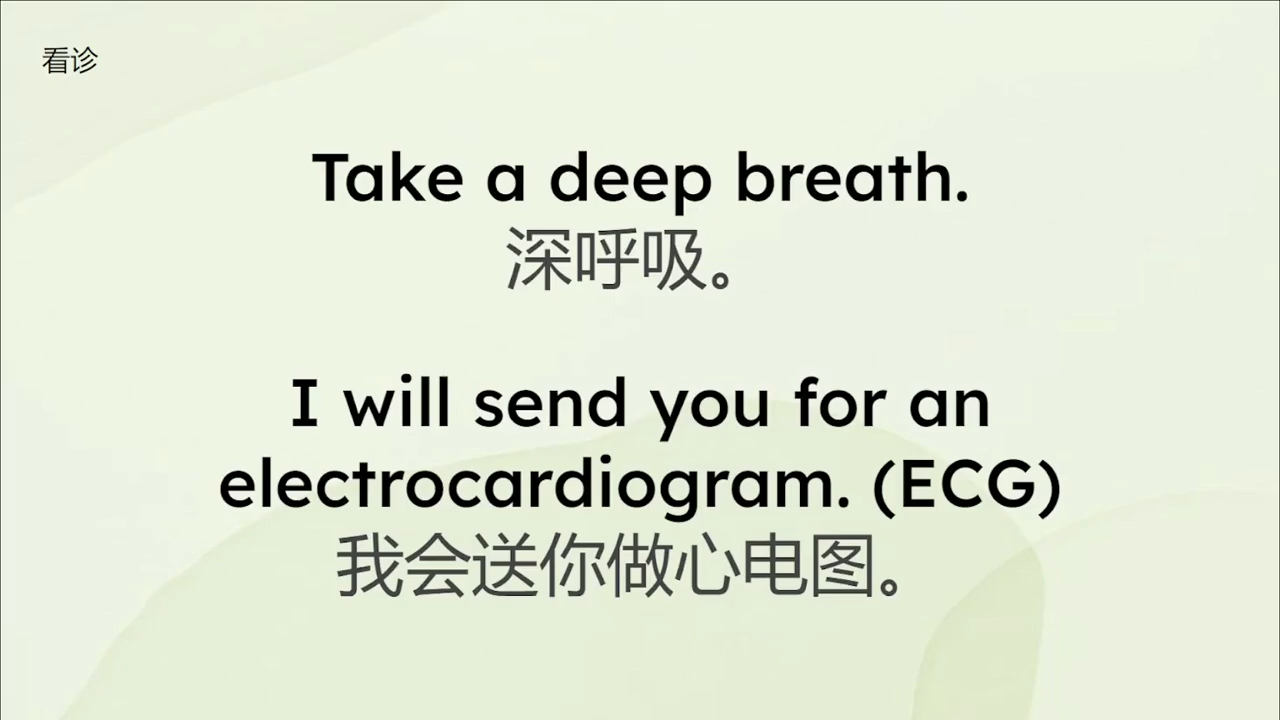 看诊
Take a deep breath.
深呼吸。
I will send you for an
electrocardiogram. (ECG)
我会送你做心电图。